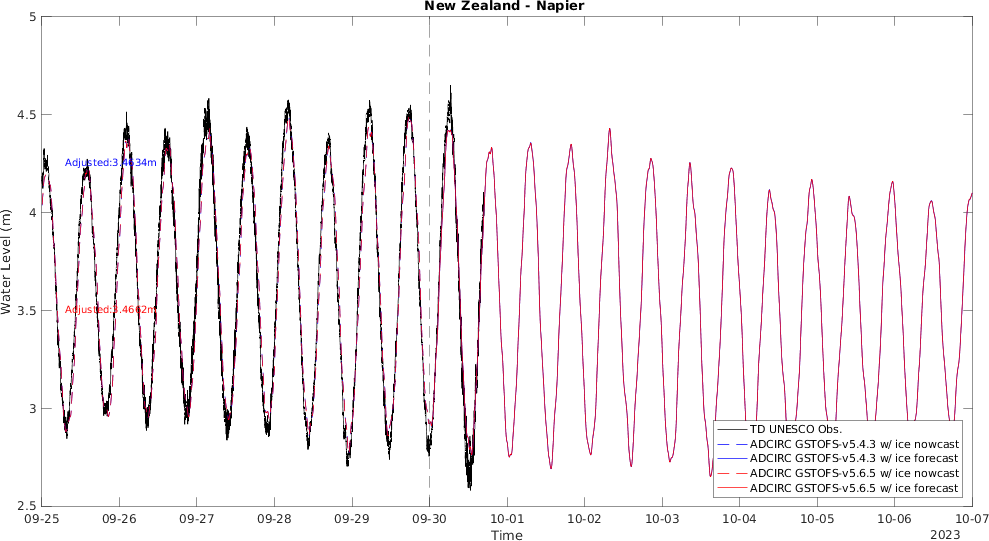 New Zealand - Napier
5
4.5
4
3.5
3
2.5
Water Level (m)
Adjusted:3.4634m
Adjusted:3.4662m
TD UNESCO Obs.
ADCIRC GSTOFS-v5.4.3 w/ ice nowcast
ADCIRC GSTOFS-v5.4.3 w/ ice forecast
ADCIRC GSTOFS-v5.6.5 w/ ice nowcast
ADCIRC GSTOFS-v5.6.5 w/ ice forecast
09-25 09-26 09-27 09-28 09-29 09-30 10-01 10-02 10-03 10-04 10-05 10-06 10-07
Time
2023